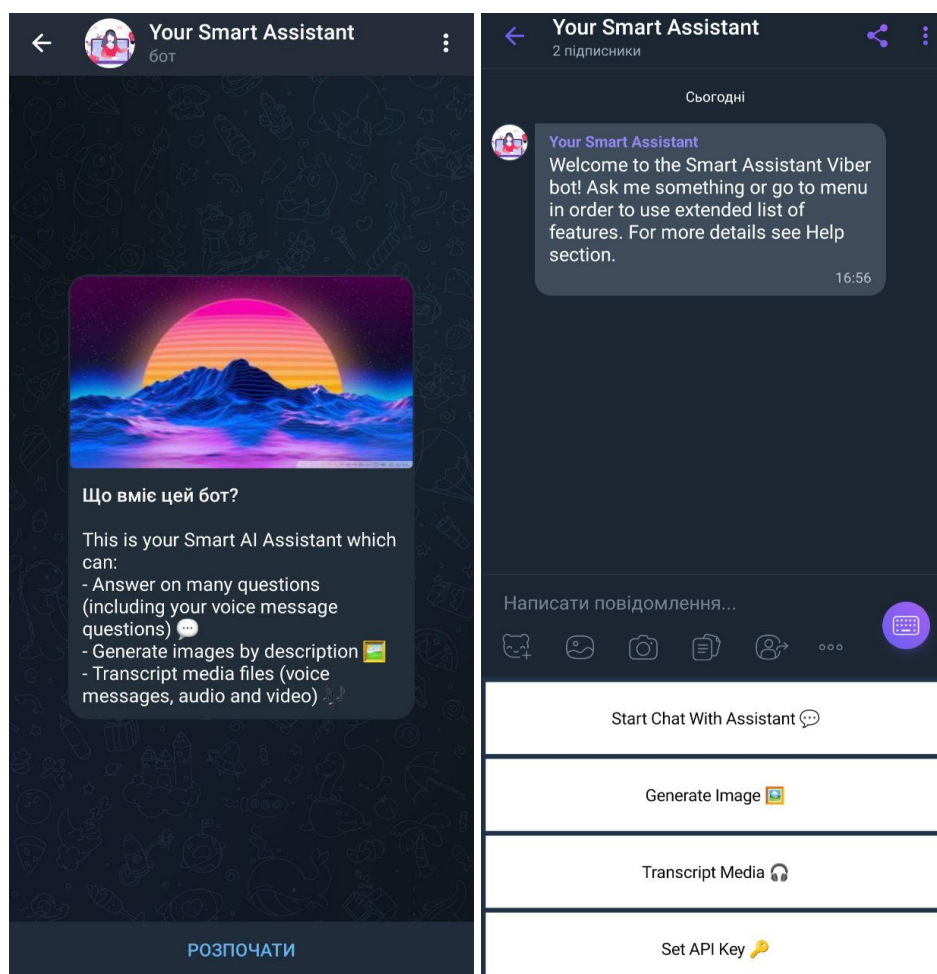 Your Smart Assistant
бот
Що вміє цей бот?
This is your Smart AI Assistant which
can:
- Answer on many questions
(including your voice message
questions) 💬
- Generate images by description 🖼️
- Transcript media files (voice
messages, audio and video) 🎶
РОЗПОЧАТИ
Your Smart Assistant
2 підписники
Сьогодні
Your Smart Assistant
Welcome to the Smart Assistant Viber
bot! Ask me something or go to menu
in order to use extended list of
features. For more details see Help
section.
16:56
Написати повідомлення...
Start Chat With Assistant 💬
Generate Image 🖼️
Transcript Media 🎧
Set API Key 🔑